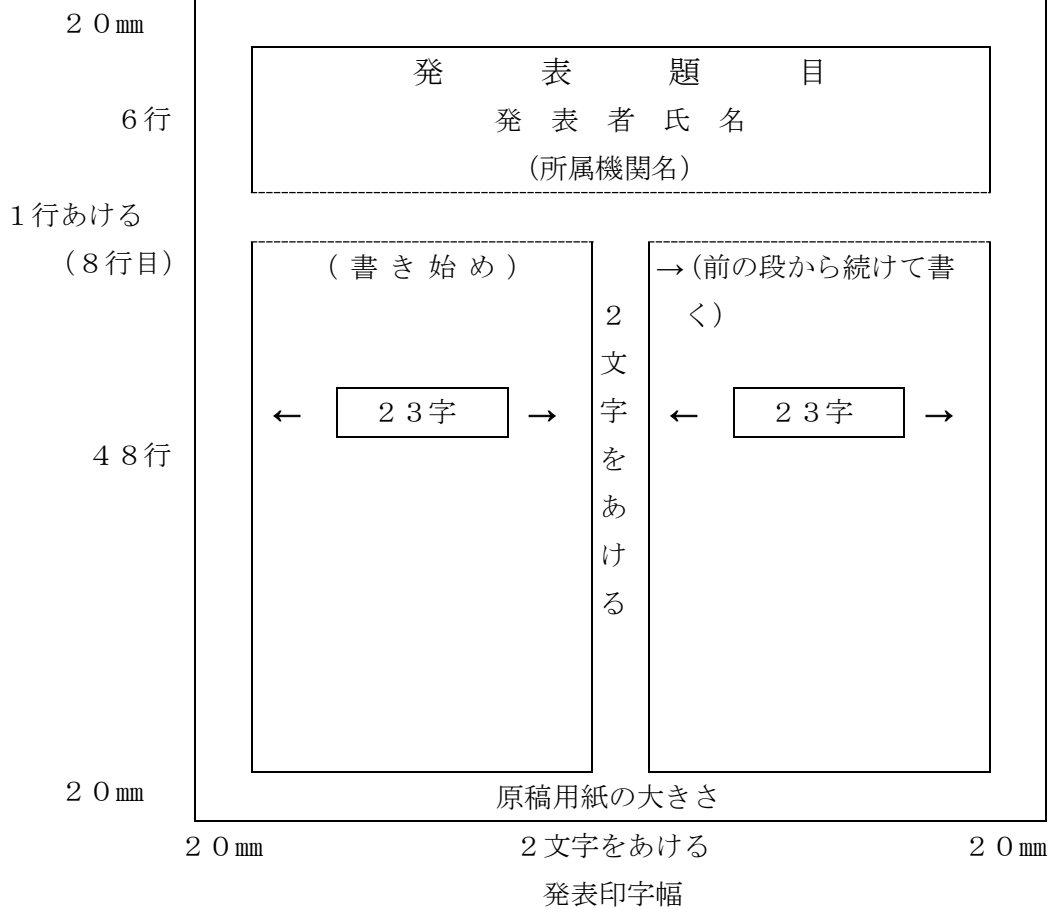 ２０㎜
発表題目
６行
発表者氏名
(所属機関名)
１行あける
(８行目)
(書き始め)
→(前の段から続けて書
く)
２文字をあける
←
２３字
→
←
２３字
→
４８行
２０㎜
原稿用紙の大きさ
２０㎜
２文字をあける
２０㎜
発表印字幅